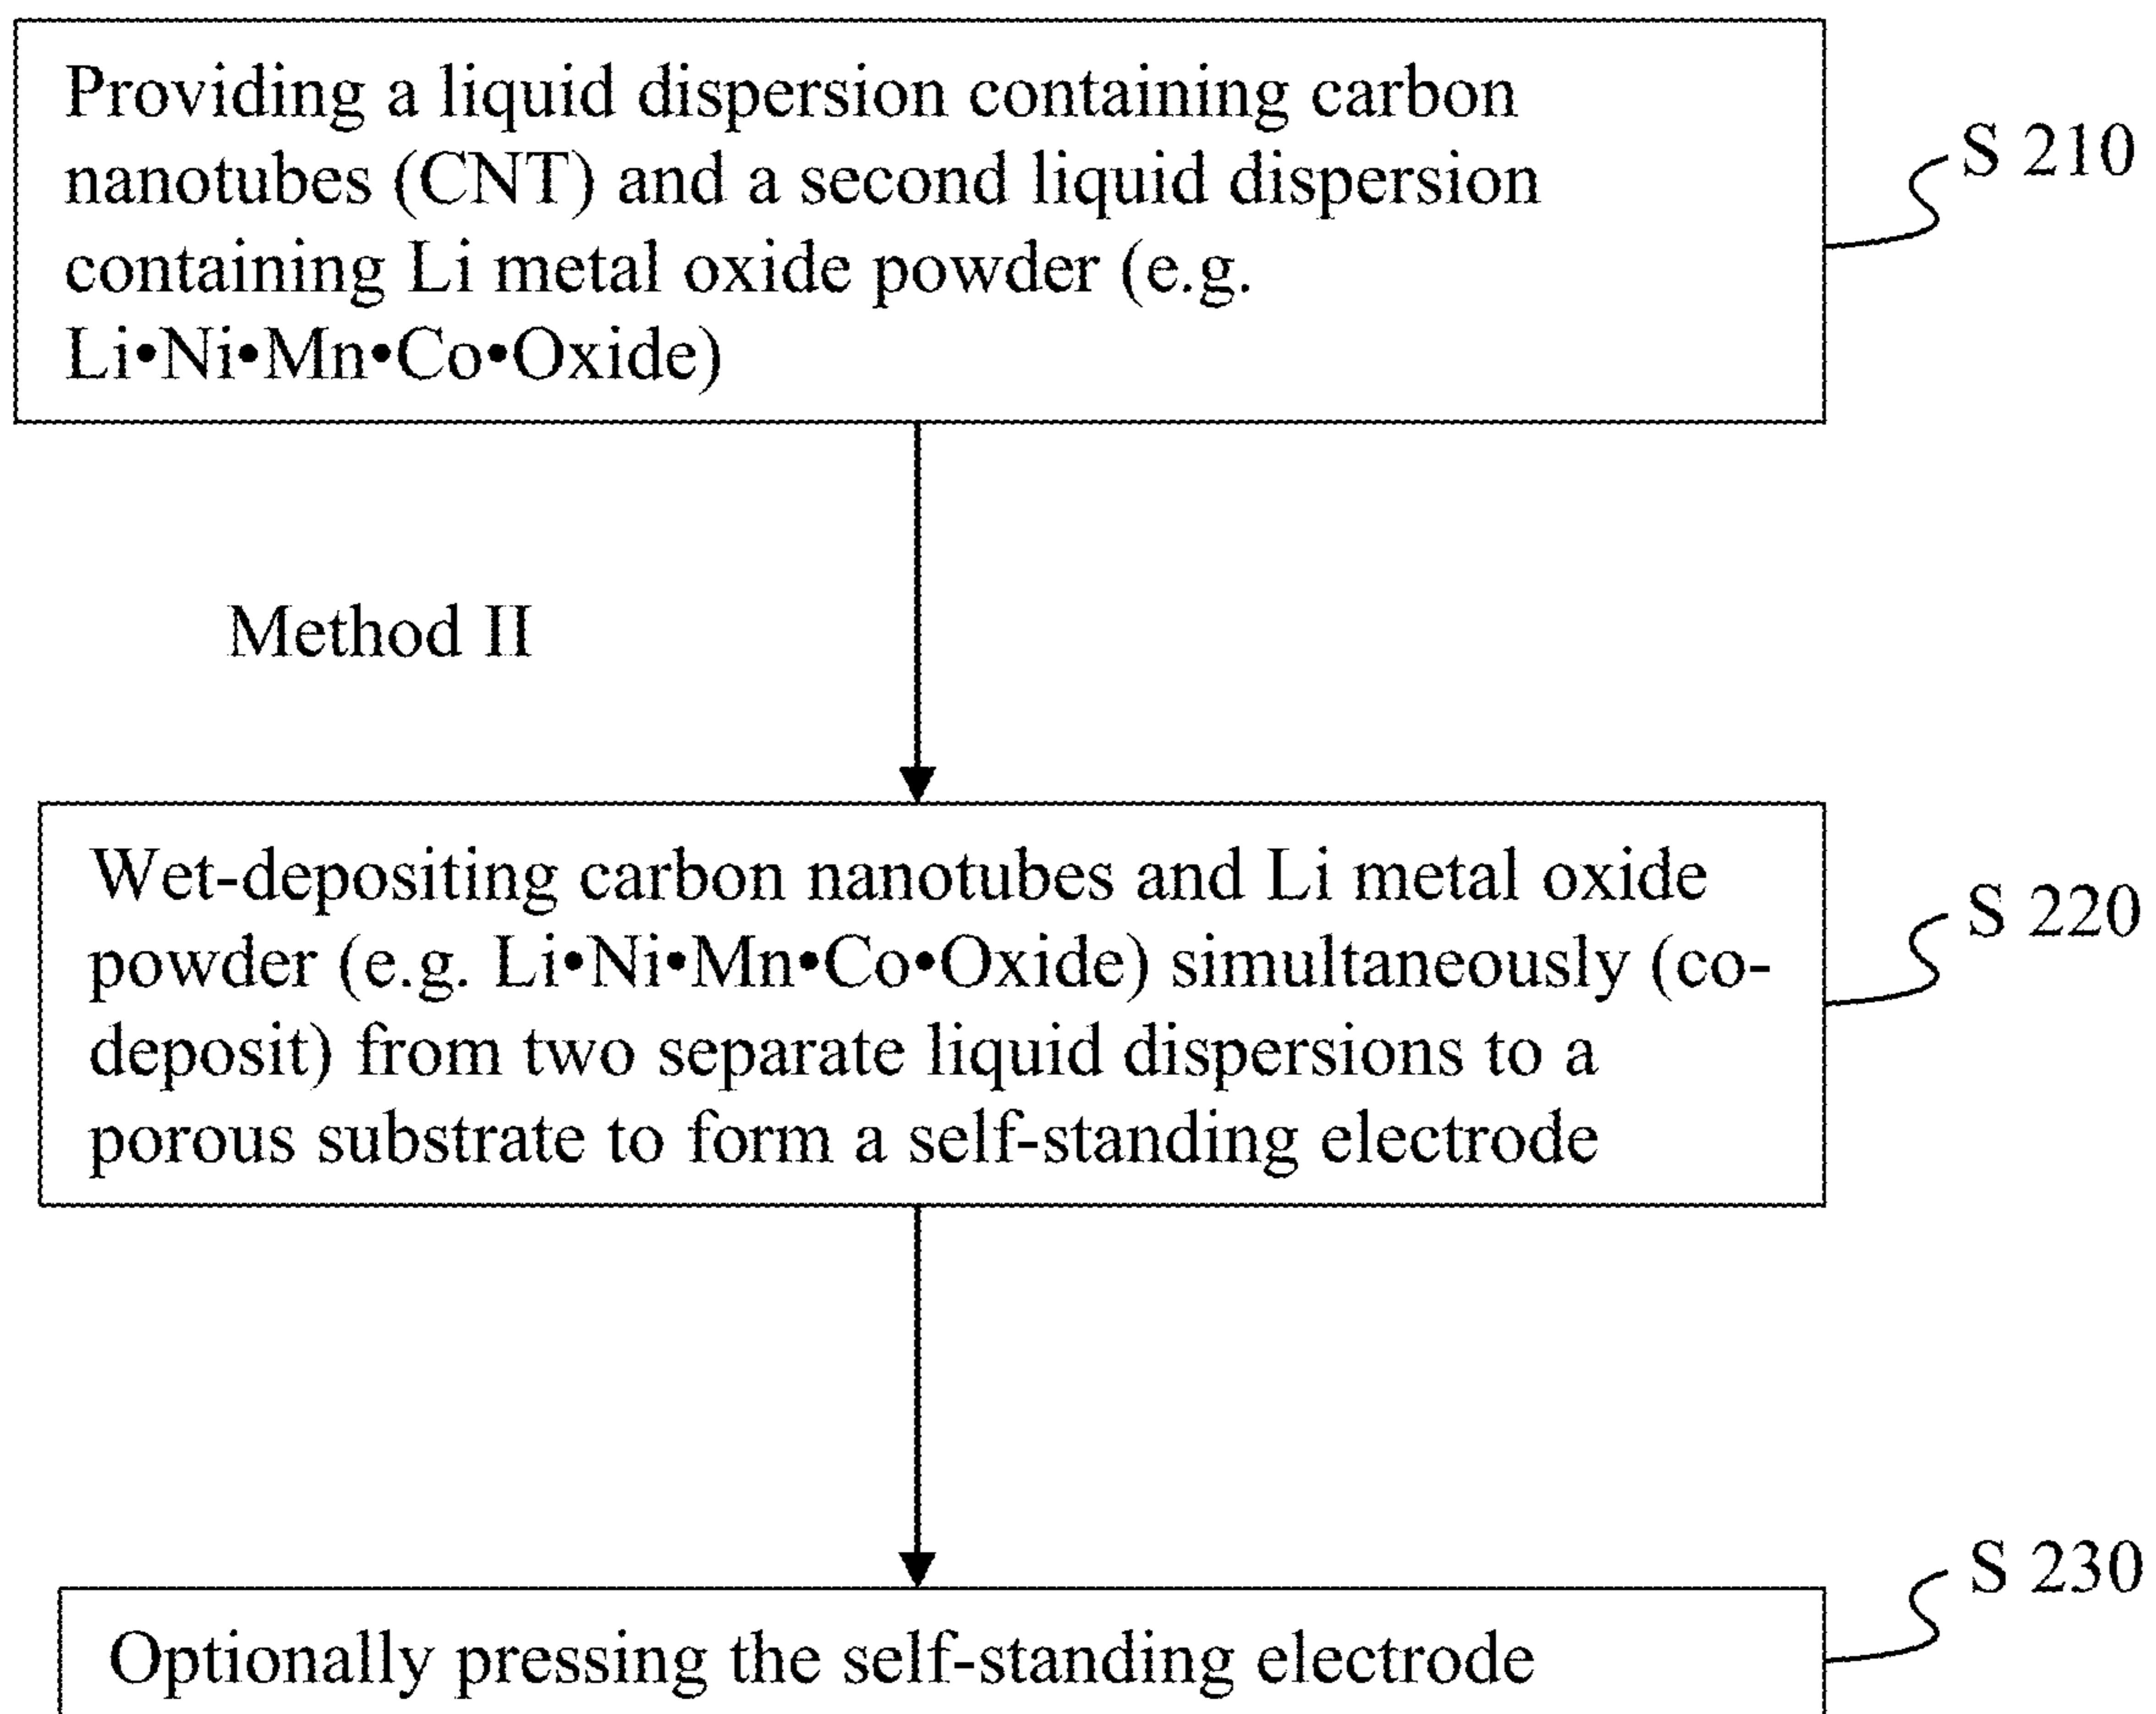 Providing a liquid dispersion containing carbon
nanotubes (CNT) and a second liquid dispersion
containing Li metal oxide powder (e.g.
Li•Ni•Mn•Co•Oxide)
S 210
Method II
Wet-depositing carbon nanotubes and Li metal oxide
powder (e.g. Li•Ni•Mn•Co•Oxide) simultaneously (co-
deposit) from two separate liquid dispersions to a
porous substrate to form a self-standing electrode
S 220
Optionally pressing the self-standing electrode
S 230